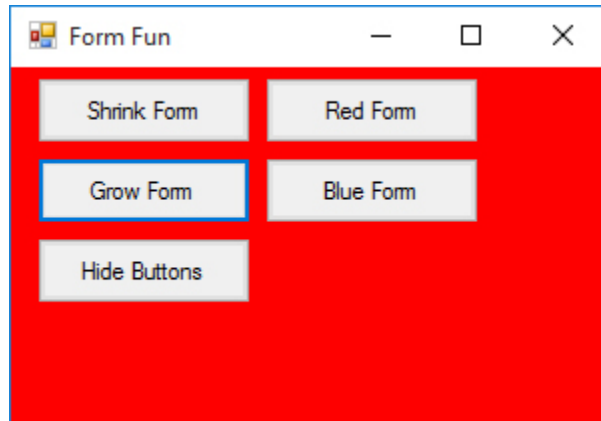 Form Fun
Shrink Form
Red Form
Grow Form
Blue Form
Hide Buttons